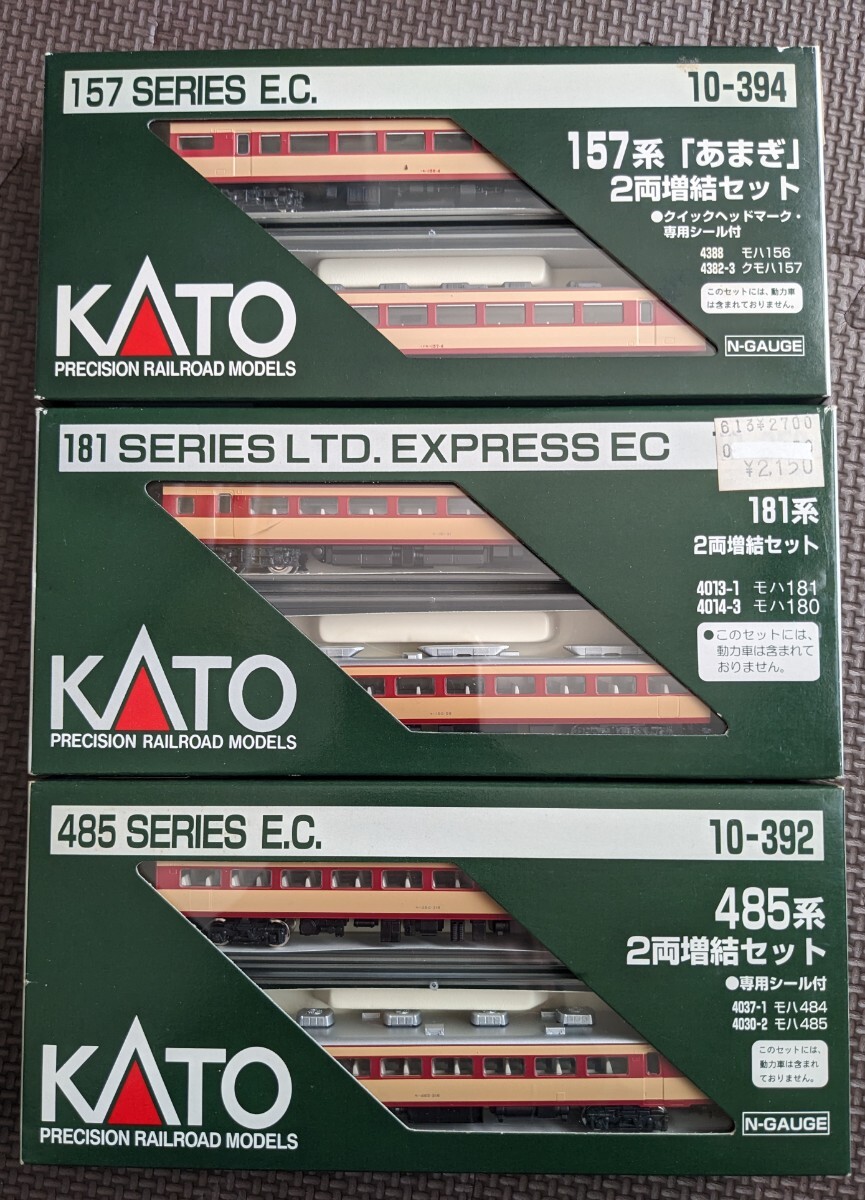 157 SERIES E.C.
10-394
157系「あまぎ」
2両増結セット
●クイックヘッドマーク・
専用シール付
4388 モハ156
4382-3 クモハ157
このセットには、動力車
は含まれておりません。
KATO
PRECISION RAILROAD MODELS
N-GAUGE
181 SERIES LTD. EXPRESS EC
613¥2700
¥2,150
181系
2両増結セット
4013-1 モハ181
4014-3 モハ180
●このセットには、
動力車は含まれて
おりません。
KATO
PRECISION RAILROAD MODELS
485 SERIES E.C.
10-392
485系
2両増結セット
●専用シール付
4037-1 モハ484
4030-2 モハ485
このセットには、
動力車は含まれ
ておりません。
KATO
PRECISION RAILROAD MODELS
N-GAUGE